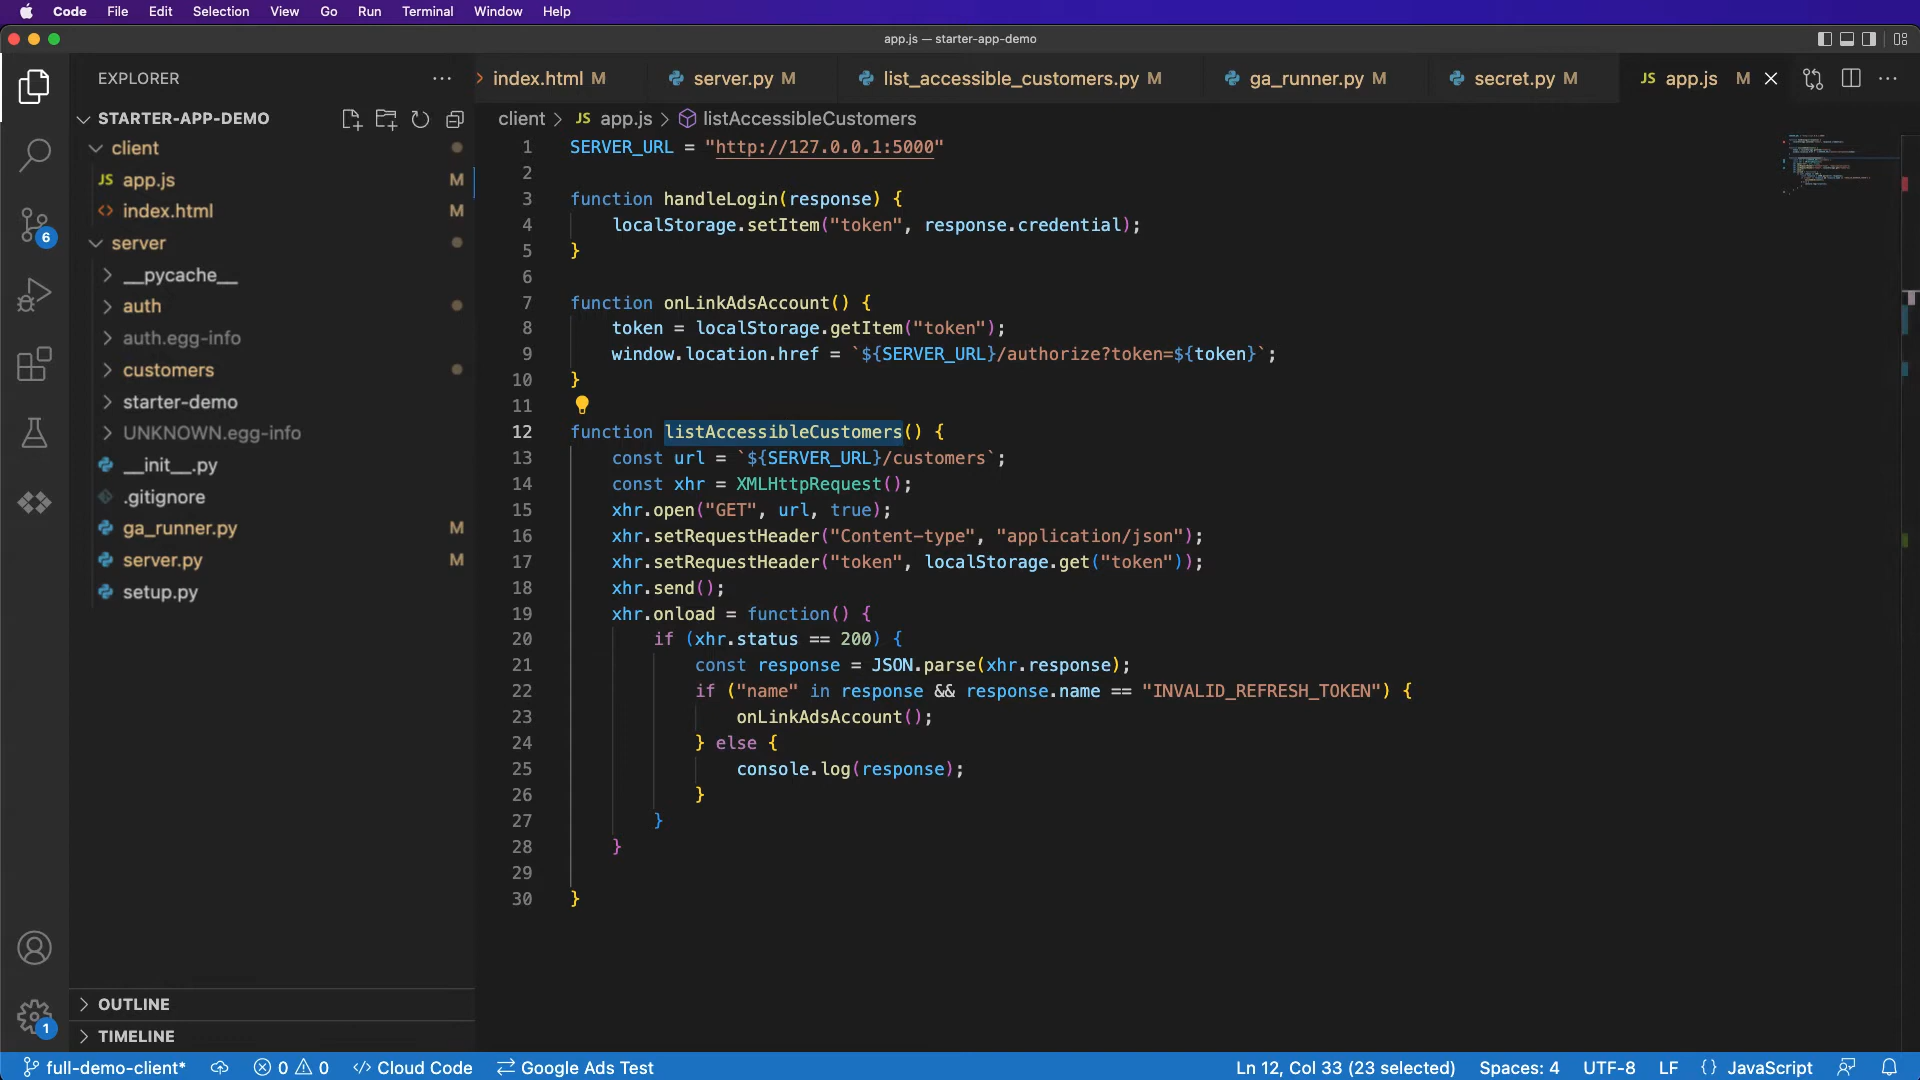 Code File Edit Selection View Go Run Terminal Window Help
app.js — starter-app-demo
EXPLORER
index.html M server.py M list_accessible_customers.py M ga_runner.py M secret.py M JS app.js M
STARTER-APP-DEMO
client > JS app.js > listAccessibleCustomers
client
JS app.js M
index.html M
server
__pycache__
auth
auth.egg-info
customers
starter-demo
UNKNOWN.egg-info
__init__.py
.gitignore
ga_runner.py M
server.py M
setup.py
6
1
OUTLINE
TIMELINE
1 SERVER_URL = "http://127.0.0.1:5000"
2
3 function handleLogin(response) {
4 localStorage.setItem("token", response.credential);
5 }
6
7 function onLinkAdsAccount() {
8 token = localStorage.getItem("token");
9 window.location.href = `${SERVER_URL}/authorize?token=${token}`;
10 }
11
12 function listAccessibleCustomers() {
13 const url = `${SERVER_URL}/customers`;
14 const xhr = XMLHttpRequest();
15 xhr.open("GET", url, true);
16 xhr.setRequestHeader("Content-type", "application/json");
17 xhr.setRequestHeader("token", localStorage.get("token"));
18 xhr.send();
19 xhr.onload = function() {
20 if (xhr.status == 200) {
21 const response = JSON.parse(xhr.response);
22 if ("name" in response && response.name == "INVALID_REFRESH_TOKEN") {
23 onLinkAdsAccount();
24 } else {
25 console.log(response);
26 }
27 }
28 }
29
30 }
full-demo-client* 0 0 Cloud Code Google Ads Test Ln 12, Col 33 (23 selected) Spaces: 4 UTF-8 LF {} JavaScript